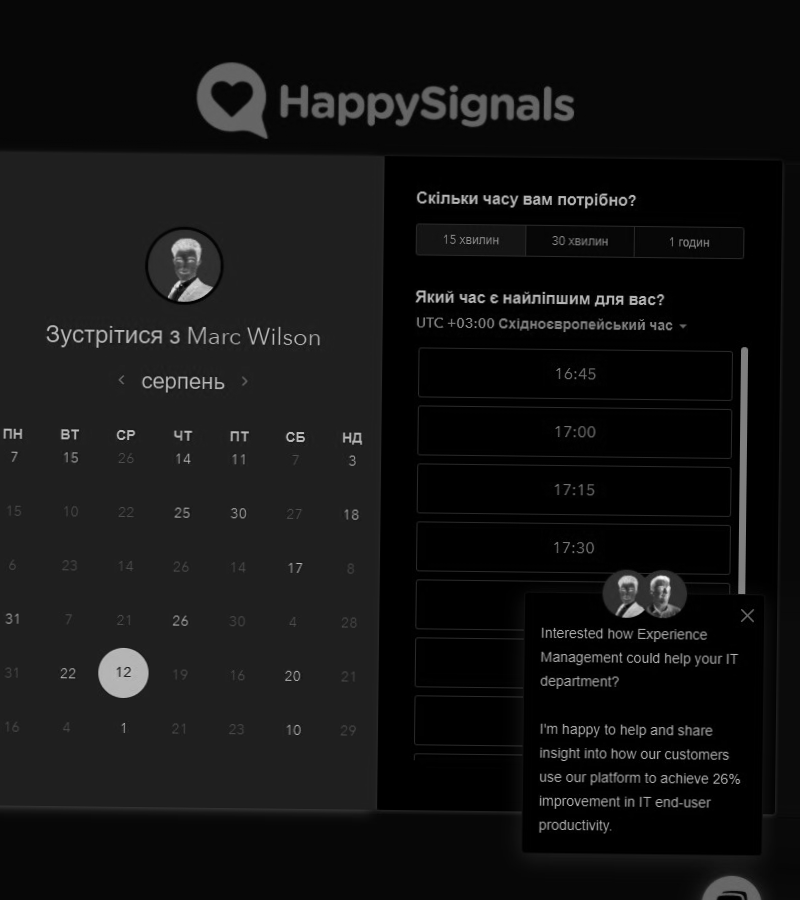 HappySignals
Зустрітися з Marc Wilson
серпень
ПН ВТ СР ЧТ ПТ СБ НД
7 15 26 14 11 7 3
15 10 22 25 30 27 18
6 23 14 26 14 17 8
31 7 21 26 30 4 28
31 22 12 19 16 20 21
16 4 1 21 23 10 29
Скільки часу вам потрібно?
15 хвилин 30 хвилин 1 годин
Який час є найліпшим для вас?
UTC +03:00 Східноєвропейський час
16:45
17:00
17:15
17:30
Interested how Experience
Management could help your IT
department?
I'm happy to help and share
insight into how our customers
use our platform to achieve 26%
improvement in IT end-user
productivity.